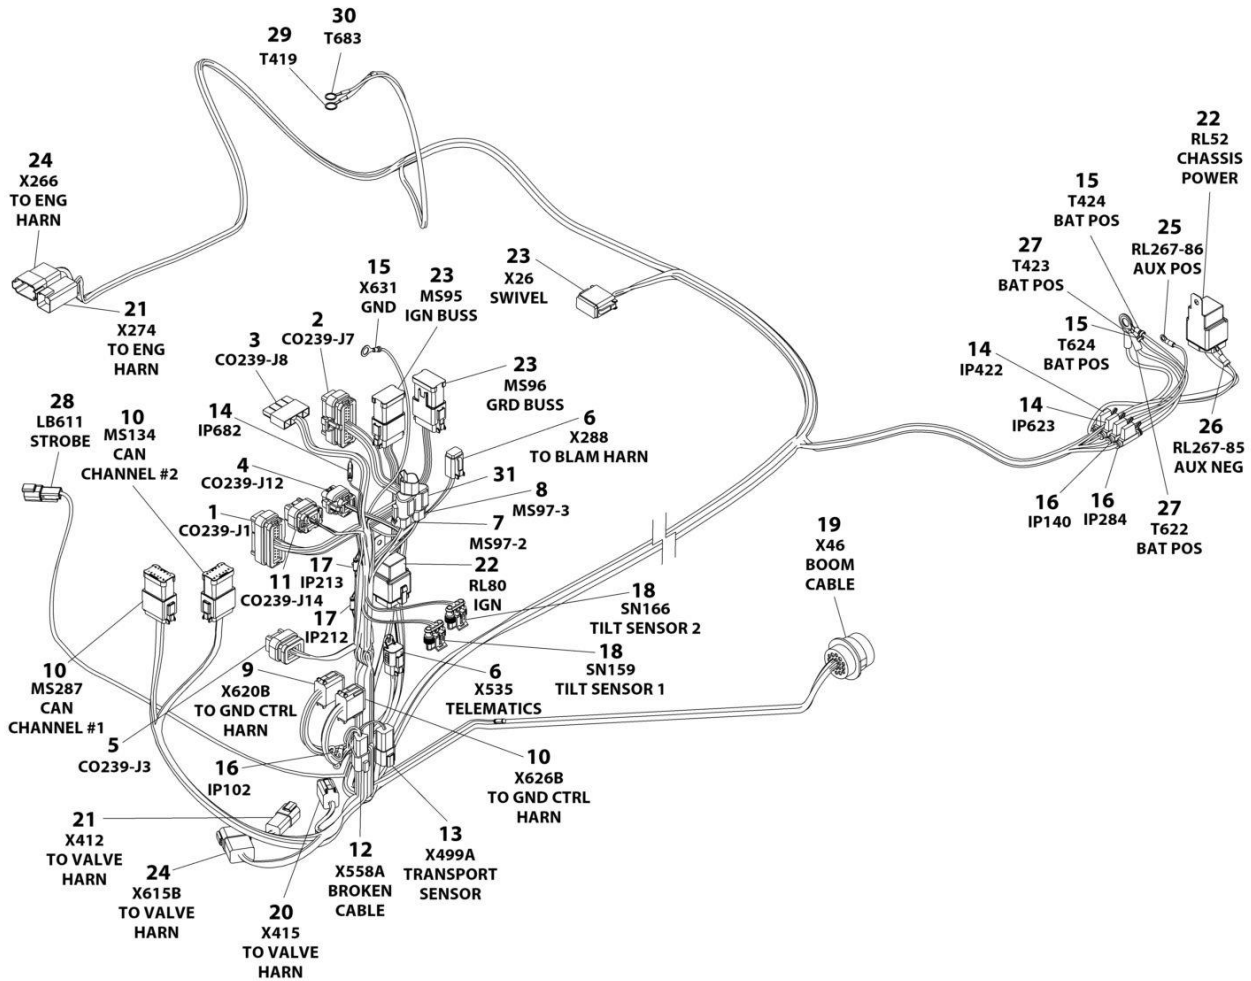 30
T683
29
T419
24
X266
TO ENG
HARN
21
X274
TO ENG
HARN
22
RL52
CHASSIS
POWER
15
T424
BAT POS
25
RL267-86
AUX POS
27
T423
BAT POS
15
T624
BAT POS
14
IP422
14
IP623
26
RL267-85
AUX NEG
16
IP140
16
IP284
27
T622
BAT POS
23
X26
SWIVEL
15
X631
GND
23
MS95
IGN BUSS
2
CO239-J7
3
CO239-J8
23
MS96
GRD BUSS
6
X288
TO BLAM HARN
31
8
MS97-3
7
MS97-2
14
IP682
4
CO239-J12
1
CO239-J1
11
CO239-J14
17
IP213
17
IP212
22
RL80
IGN
28
LB611
STROBE
10
MS134
CAN
CHANNEL #2
18
SN166
TILT SENSOR 2
18
SN159
TILT SENSOR 1
19
X46
BOOM
CABLE
10
MS287
CAN
CHANNEL #1
5
CO239-J3
9
X620B
TO GND CTRL
HARN
6
X535
TELEMATICS
16
IP102
10
X626B
TO GND CTRL
HARN
21
X412
TO VALVE
HARN
24
X615B
TO VALVE
HARN
20
X415
TO VALVE
HARN
12
X558A
BROKEN
CABLE
13
X499A
TRANSPORT
SENSOR